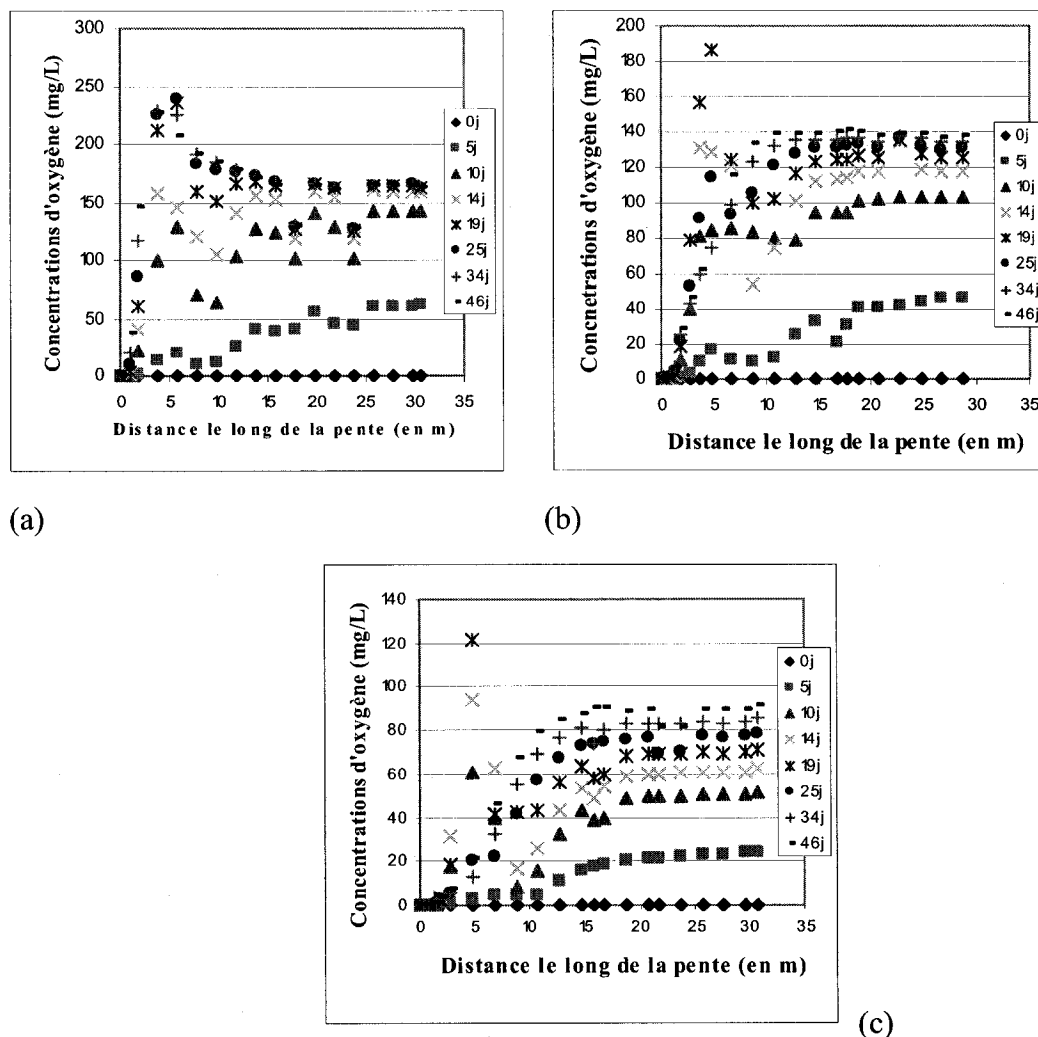 Concentrations d'oxygène (mg/L)
300
250
200
150
100
50
0
0 5 10 15 20 25 30 35
Distance le long de la pente (en m)
0j
5j
10j
14j
19j
25j
34j
46j
(a)
Concnetrations d'oxygène (mg/L)
200
180
160
140
120
100
80
60
40
20
0
0 5 10 15 20 25 30 35
Distance le long de la pente (en m)
0j
5j
10j
14j
19j
25j
34j
46j
(b)
Concentrations d'oxygène (mg/L)
140
120
100
80
60
40
20
0
0 5 10 15 20 25 30 35
Distance le long de la pente (en m)
0j
5j
10j
14j
19j
25j
34j
46j
(c)